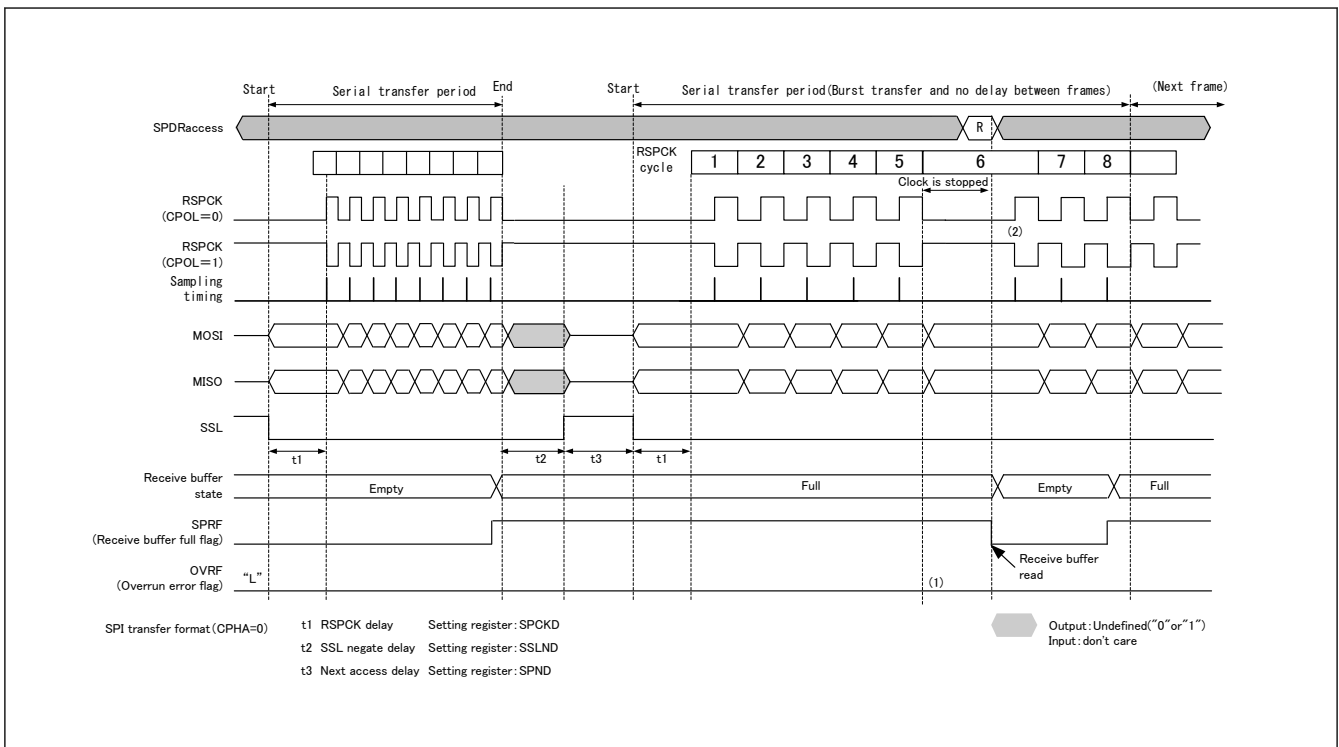 Start
Serial transfer period
End
Start
Serial transfer period(Burst transfer and no delay between frames)
(Next frame)
SPDRaccess
R
RSPCK
cycle
1 2 3 4 5 6 7 8
Clock is stopped
RSPCK
(CPOL=0)
(2)
RSPCK
(CPOL=1)
Sampling
timing
MOSI
MISO
SSL
t1
t2
t3
t1
Receive buffer
state
Empty
Full
Empty
Full
SPRF
(Receive buffer full flag)
Receive buffer
read
OVRF
(Overrun error flag)
"L"
(1)
SPI transfer format(CPHA=0)
t1 RSPCK delay Setting register:SPCKD
t2 SSL negate delay Setting register:SSLND
t3 Next access delay Setting register:SPND
Output:Undefined("0"or"1")
Input:don't care